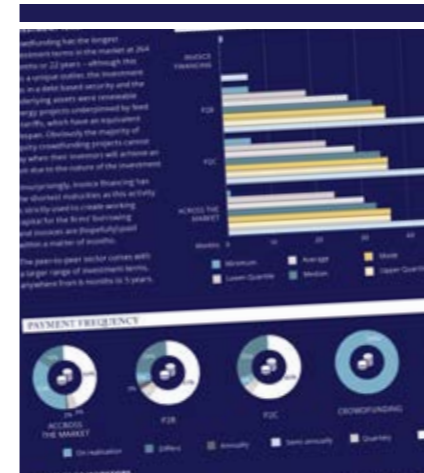 crowdfunding has the longest
investment terms in the market at 264
months or 22 years - although this
is a unique outlier, the investment
is in a debt based security and the
underlying assets were renewable
energy projects underpinned by feed
tariffs, which have an equivalent
lifespan. Obviously the majority of
equity crowdfunding projects cannot
say when their investors will achieve an
exit due to the nature of the investment.
Unsurprisingly, invoice financing has
the shortest maturities as this activity
is strictly used to create working
capital for the firms' borrowing
and invoices are (hopefully) paid
within a matter of months.
The peer-to-peer sector comes with
a larger range of investment terms,
anywhere from 6 months to 5 years.
INVOICE
FINANCING
P2B
P2C
ACROSS THE
MARKET
Months 0 10 20 30 40
Minimum Average Mode
Lower Quartile Median Upper Quartile
PAYMENT FREQUENCY
ACCROSS
THE MARKET
P2B
P2C
CROWDFUNDING
On realisation Differs Annually Semi annually Quarterly